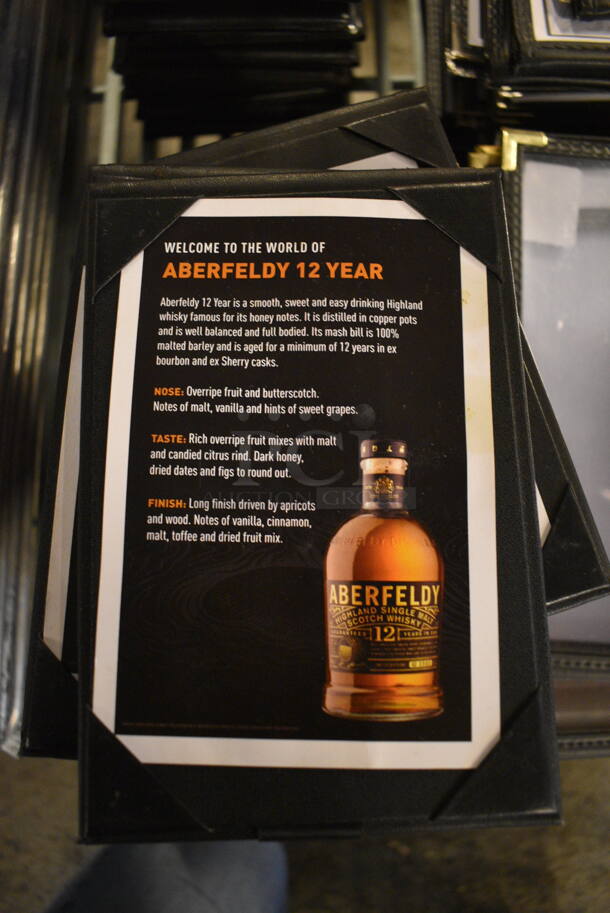 WELCOME TO THE WORLD OF
ABERFELDY 12 YEAR
Aberfeldy 12 Year is a smooth, sweet and easy drinking Highland
whisky famous for its honey notes. It is distilled in copper pots
and is well balanced and full bodied. Its mash bill is 100%
malted barley and is aged for a minimum of 12 years in ex
bourbon and ex Sherry casks.
NOSE: Overripe fruit and butterscotch.
Notes of malt, vanilla and hints of sweet grapes.
TASTE: Rich overripe fruit mixes with malt
and candied citrus rind. Dark honey,
dried dates and figs to round out.
FINISH: Long finish driven by apricots
and wood. Notes of vanilla, cinnamon,
malt, toffee and dried fruit mix.
AUCTION GROUP
ABERFELDY
HIGHLAND SINGLE MALT
SCOTCH WHISKY
12